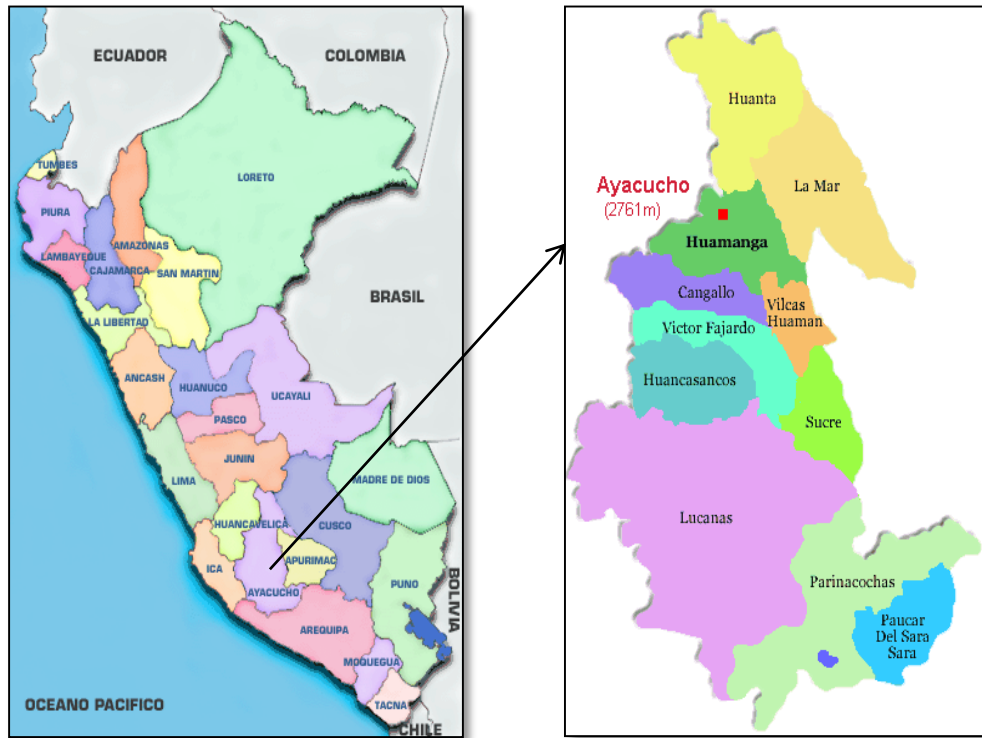 ECUADOR
COLOMBIA
TUMBES
LORETO
PIURA
AMAZONAS
LAMBAYEQUE
CAJAMARCA
SAN MARTIN
BRASIL
LA LIBERTAD
ANCASH
HUANUCO
UCAYALI
PASCO
JUNIN
LIMA
MADRE DE DIOS
HUANCAVELICA
CUSCO
ICA
APURIMAC
AYACUCHO
PUNO
BOLIVIA
AREQUIPA
MOQUEGUA
OCEANO PACIFICO
TACNA
CHILE
Huanta
La Mar
Ayacucho
(2761m)
Huamanga
Cangallo
Vilcas
Huaman
Victor Fajardo
Huancasancos
Sucre
Lucanas
Parinacochas
Paucar
Del Sara
Sara